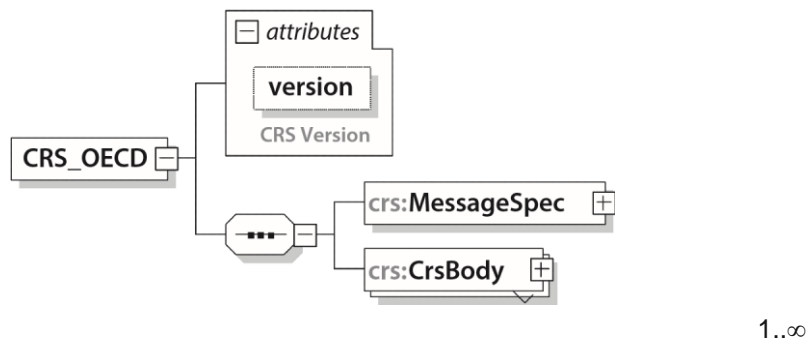 attributes
version
CRS Version
CRS_OECD
crs:MessageSpec
crs:CrsBody
1..∞